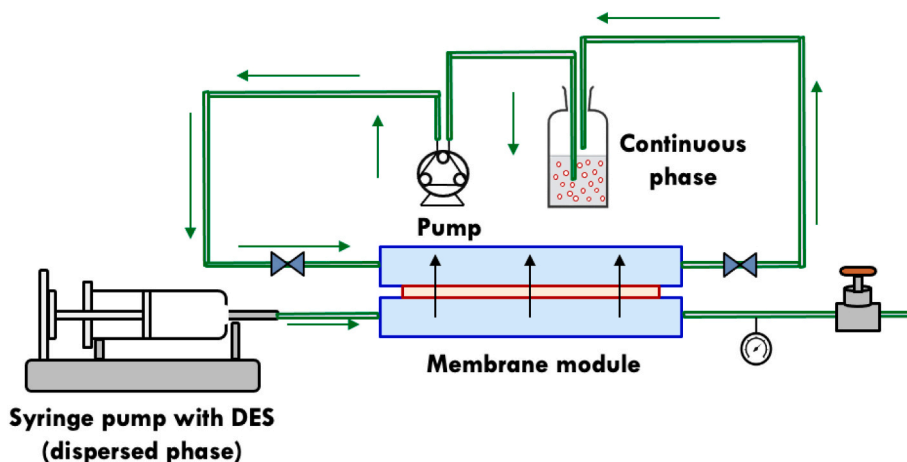 Continuous
phase
Pump
Membrane module
Syringe pump with DES
(dispersed phase)